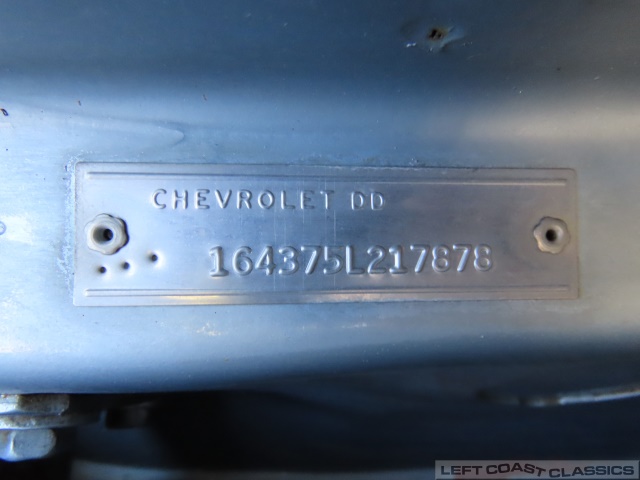 CHEVROLET DD
164375L217878
LEFT COAST CLASSICS